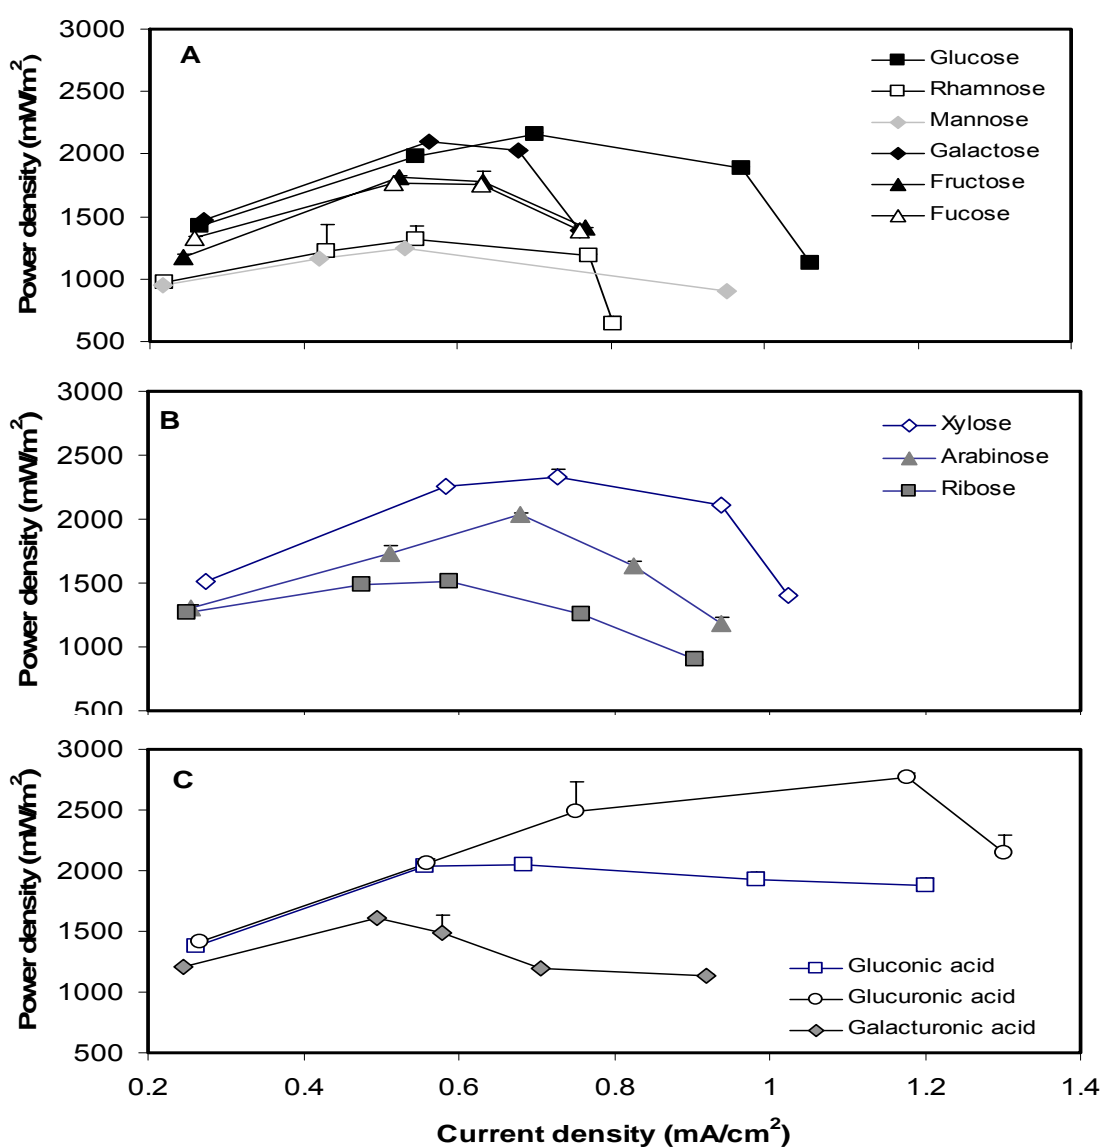 A
3000
2500
2000
1500
1000
500
Power density (mW/m²)
Glucose
Rhamnose
Mannose
Galactose
Fructose
Fucose
B
3000
2500
2000
1500
1000
500
Power density (mW/m²)
Xylose
Arabinose
Ribose
C
3000
2500
2000
1500
1000
500
Power density (mW/m²)
Gluconic acid
Glucuronic acid
Galacturonic acid
0.2 0.4 0.6 0.8 1 1.2 1.4
Current density (mA/cm²)